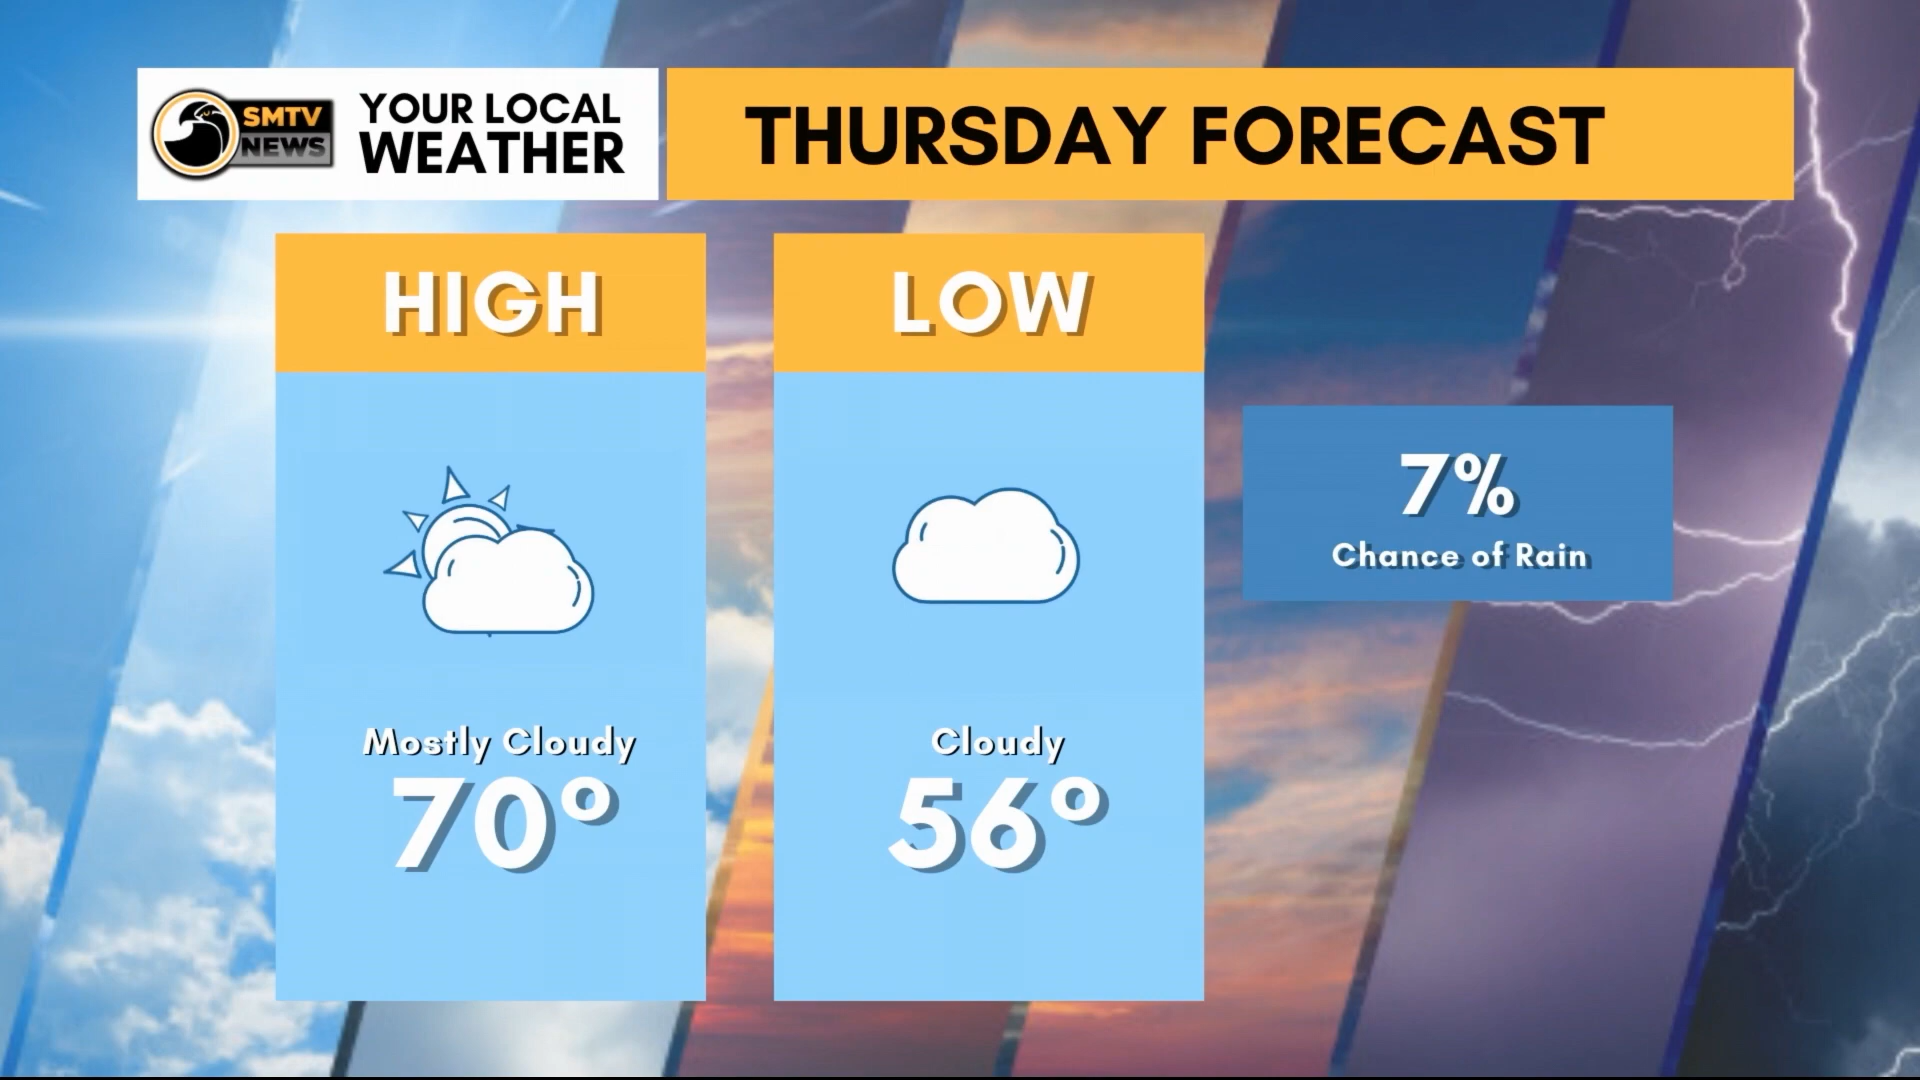 SMTV
NEWS
YOUR LOCAL
WEATHER
THURSDAY FORECAST
HIGH
Mostly Cloudy
70°
LOW
Cloudy
56°
7%
Chance of Rain